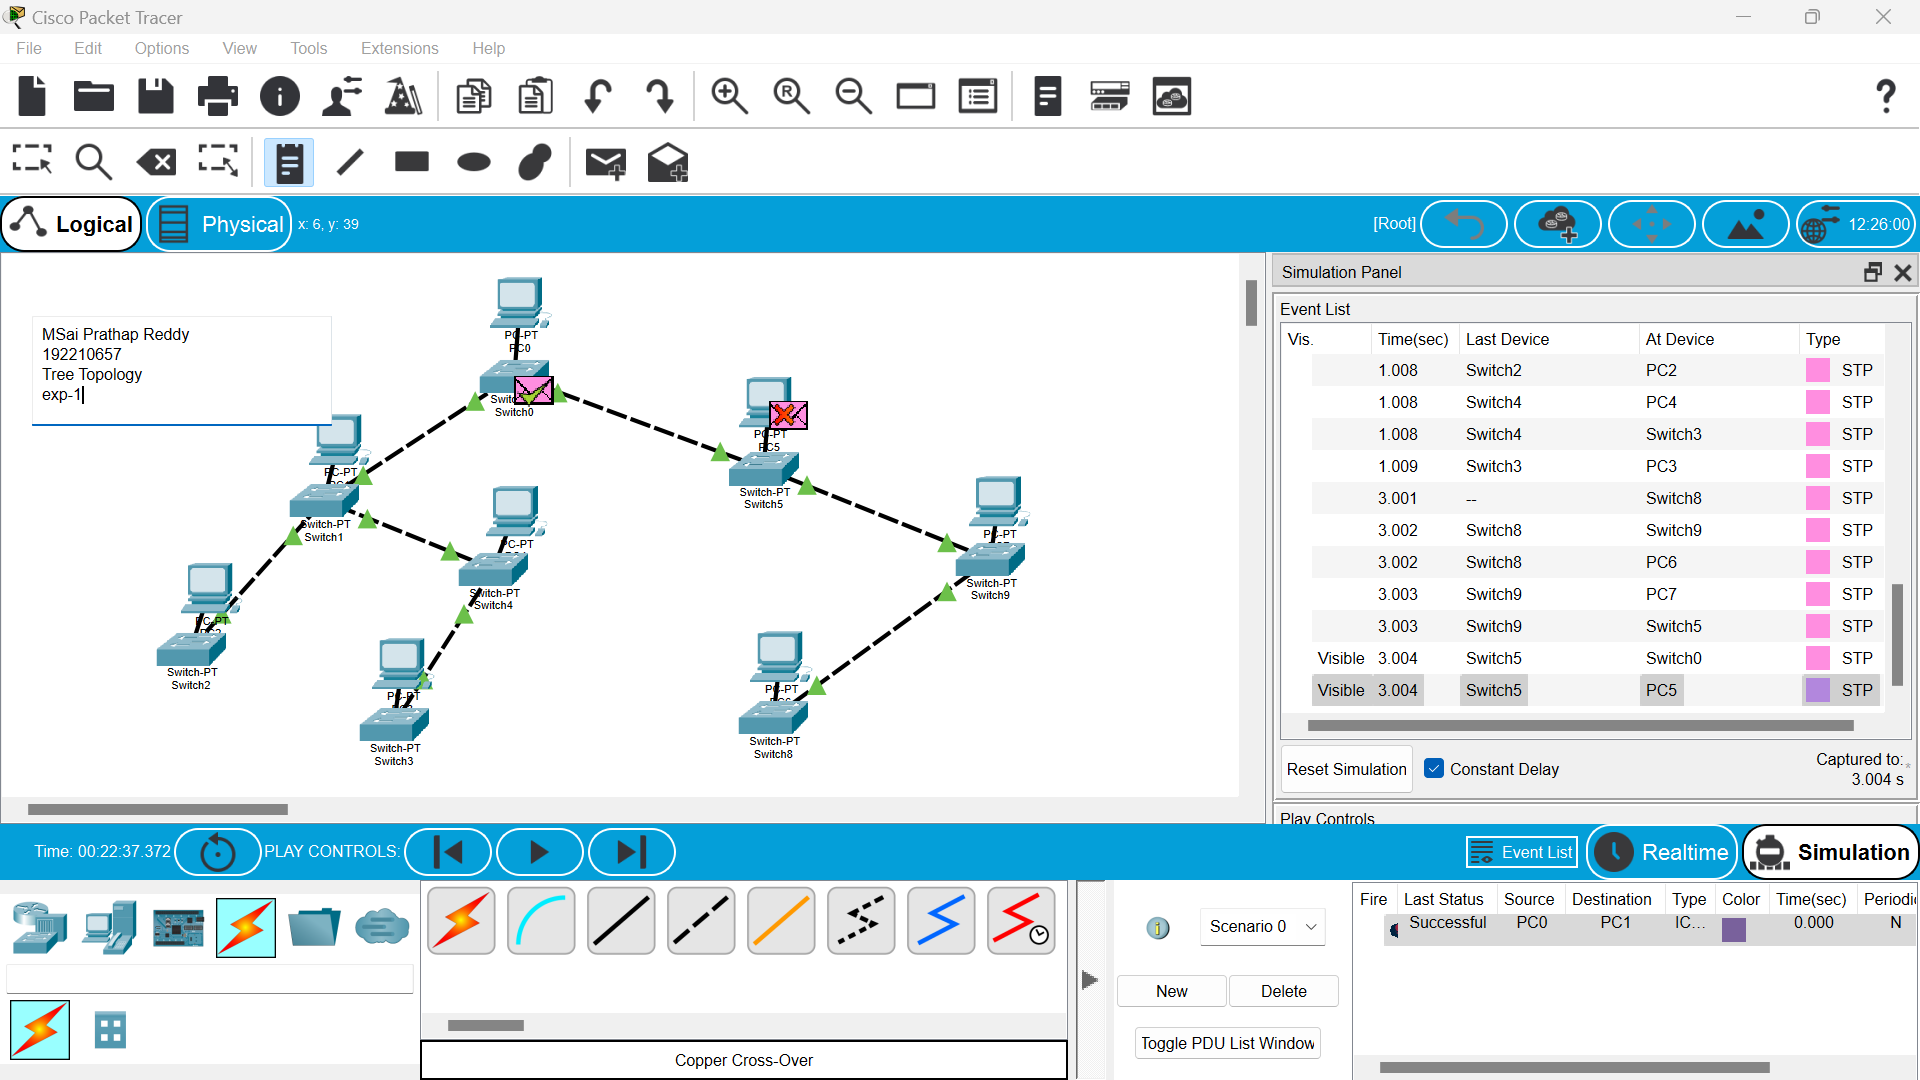 Cisco Packet Tracer
File Edit Options View Tools Extensions Help
Logical Physical x: 6, y: 39 [Root] 12:26:00
MSai Prathap Reddy
192210657
Tree Topology
exp-1
PC-PT
PC0
Switch0
PC-PT
PC5
Switch-PT
Switch5
PC-PT
Switch-PT
Switch1
PC-PT
Switch-PT
Switch4
PC-PT
Switch-PT
Switch9
PC-PT
Switch-PT
Switch2
PC-PT
Switch-PT
Switch3
PC-PT
Switch-PT
Switch8
Simulation Panel
Event List
Vis. Time(sec) Last Device At Device Type
1.008 Switch2 PC2 STP
1.008 Switch4 PC4 STP
1.008 Switch4 Switch3 STP
1.009 Switch3 PC3 STP
3.001 -- Switch8 STP
3.002 Switch8 Switch9 STP
3.002 Switch8 PC6 STP
3.003 Switch9 PC7 STP
3.003 Switch9 Switch5 STP
Visible 3.004 Switch5 Switch0 STP
Visible 3.004 Switch5 PC5 STP
Reset Simulation Constant Delay
Captured to: *
3.004 s
Play Controls
Time: 00:22:37.372 PLAY CONTROLS: Event List Realtime Simulation
Scenario 0
New Delete
Toggle PDU List Window
Fire Last Status Source Destination Type Color Time(sec) Periodic
Successful PC0 PC1 IC... 0.000 N
Copper Cross-Over